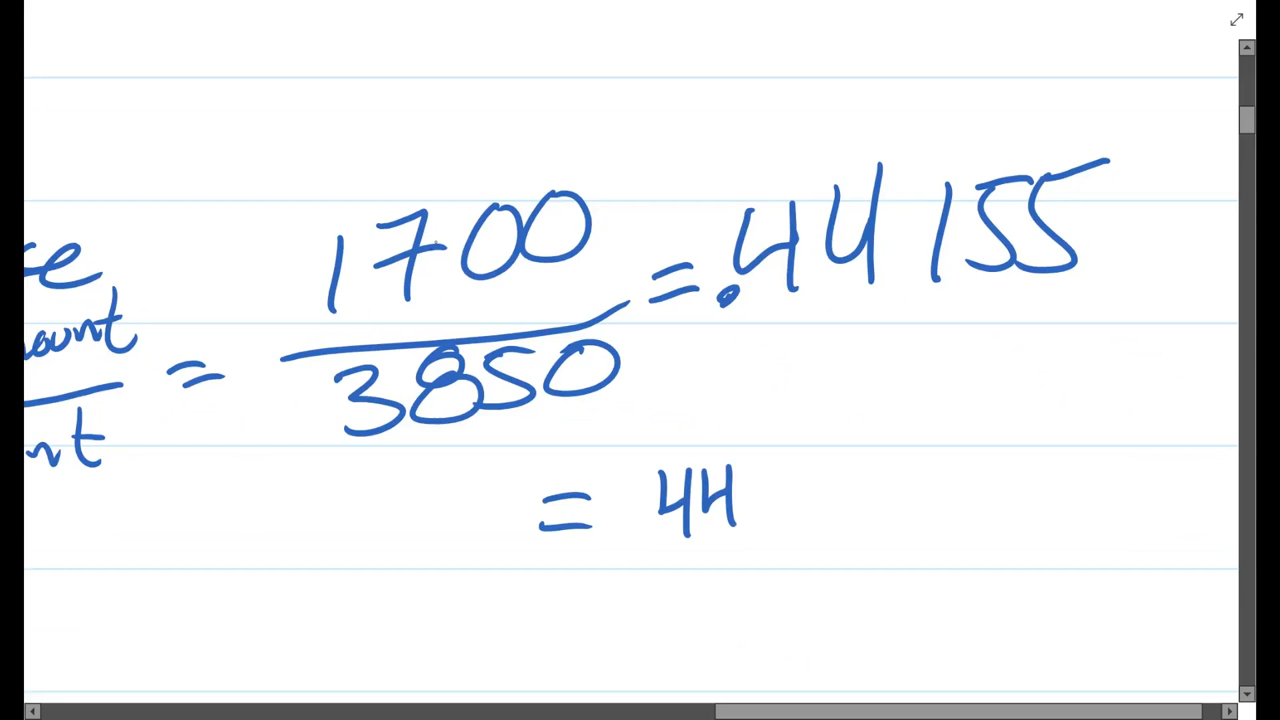 1700 = .44155
3850
= 44